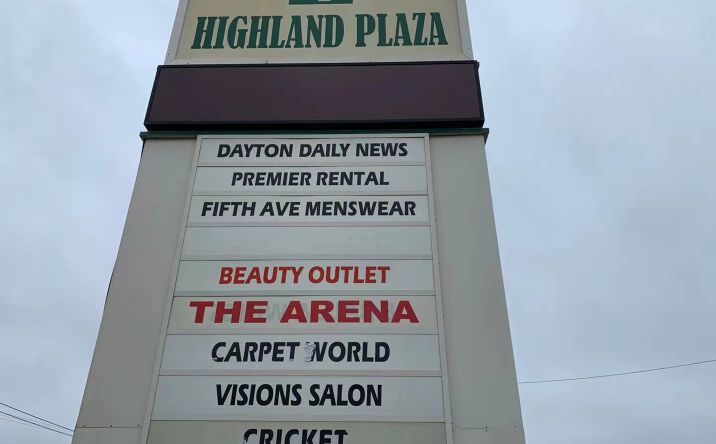 HIGHLAND PLAZA
DAYTON DAILY NEWS
PREMIER RENTAL
FIFTH AVE MENSWEAR
BEAUTY OUTLET
THE ARENA
CARPET WORLD
VISIONS SALON
CRICKET